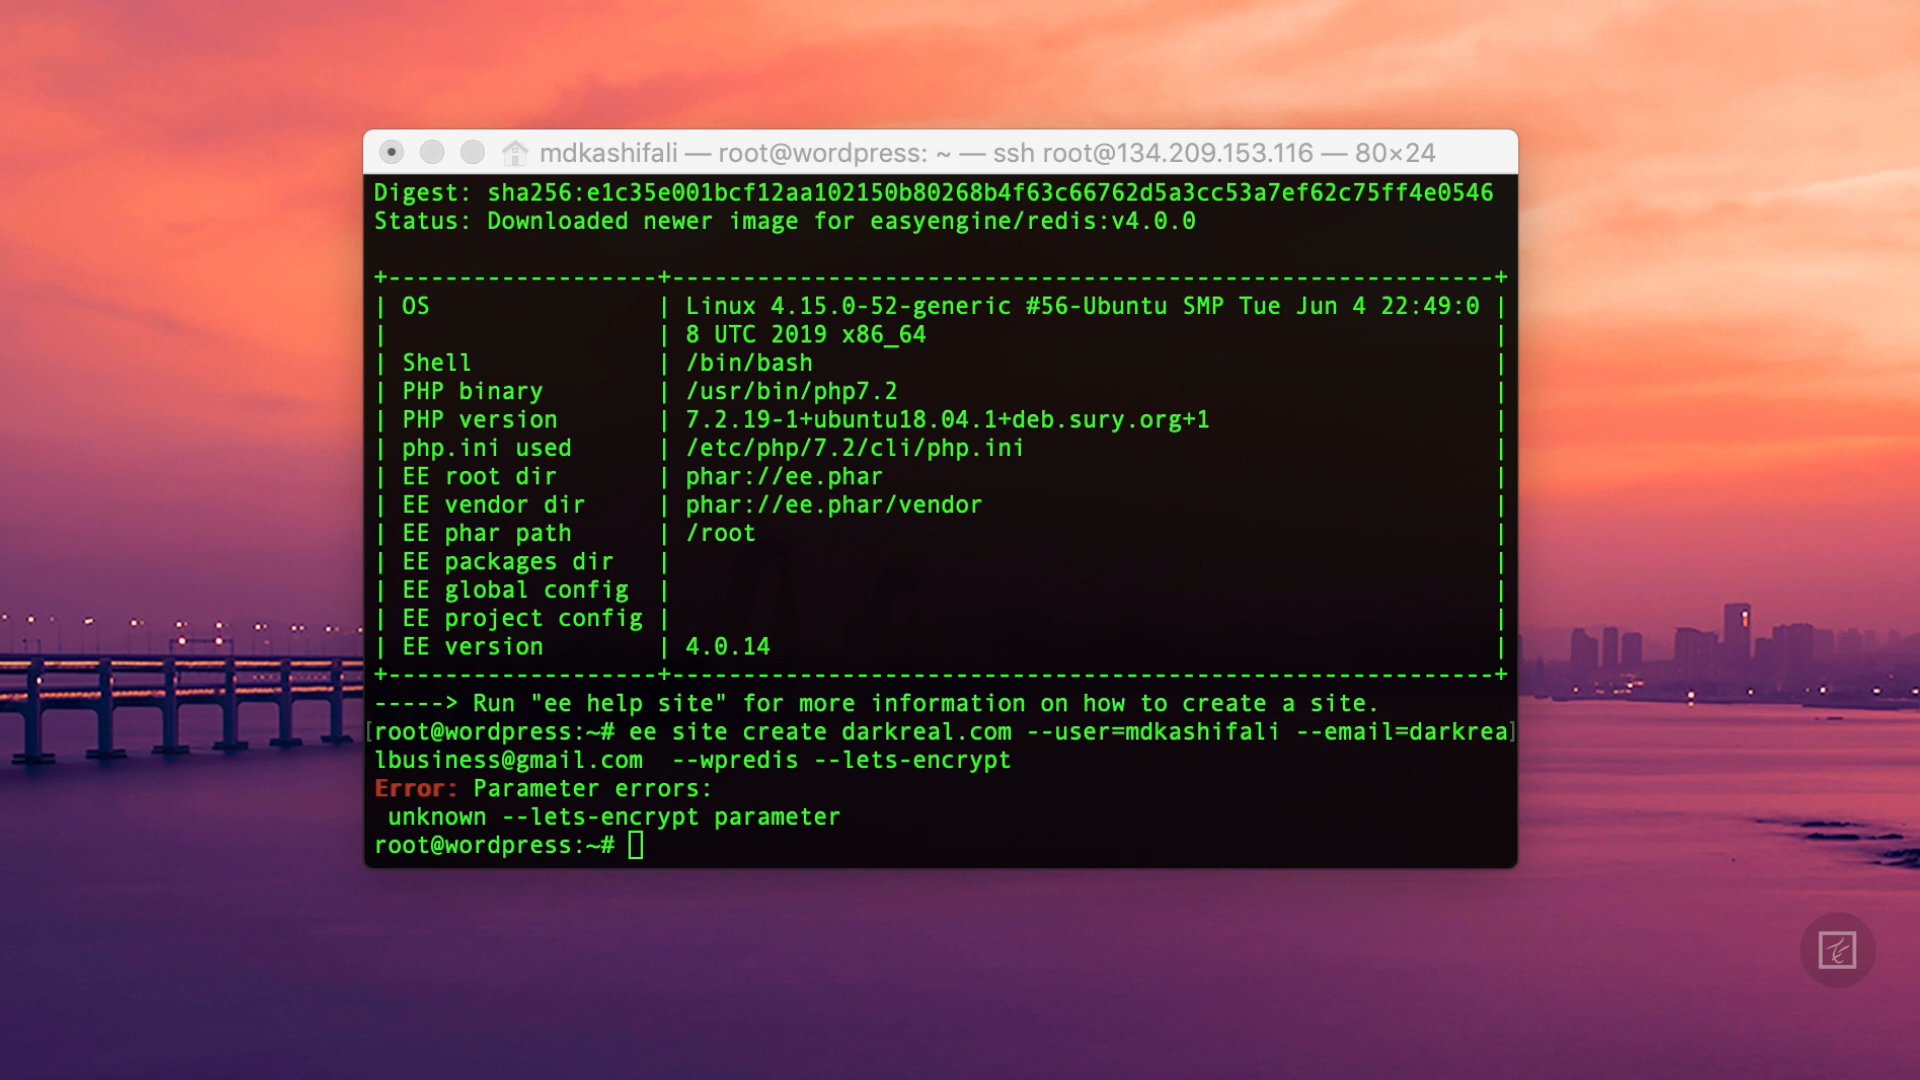 mdkashifali — root@wordpress: ~ — ssh root@134.209.153.116 — 80×24
Digest: sha256:e1c35e001bcf12aa102150b80268b4f63c66762d5a3cc53a7ef62c75ff4e0546
Status: Downloaded newer image for easyengine/redis:v4.0.0
+-------------------+----------------------------------------------------------+
| OS | Linux 4.15.0-52-generic #56-Ubuntu SMP Tue Jun 4 22:49:0 |
| | 8 UTC 2019 x86_64 |
| Shell | /bin/bash |
| PHP binary | /usr/bin/php7.2 |
| PHP version | 7.2.19-1+ubuntu18.04.1+deb.sury.org+1 |
| php.ini used | /etc/php/7.2/cli/php.ini |
| EE root dir | phar://ee.phar |
| EE vendor dir | phar://ee.phar/vendor |
| EE phar path | /root |
| EE packages dir | |
| EE global config | |
| EE project config | |
| EE version | 4.0.14 |
+-------------------+----------------------------------------------------------+
-----> Run "ee help site" for more information on how to create a site.
[root@wordpress:~# ee site create darkreal.com --user=mdkashifali --email=darkrea]
lbusiness@gmail.com  --wpredis --lets-encrypt
Error: Parameter errors:
 unknown --lets-encrypt parameter
root@wordpress:~#